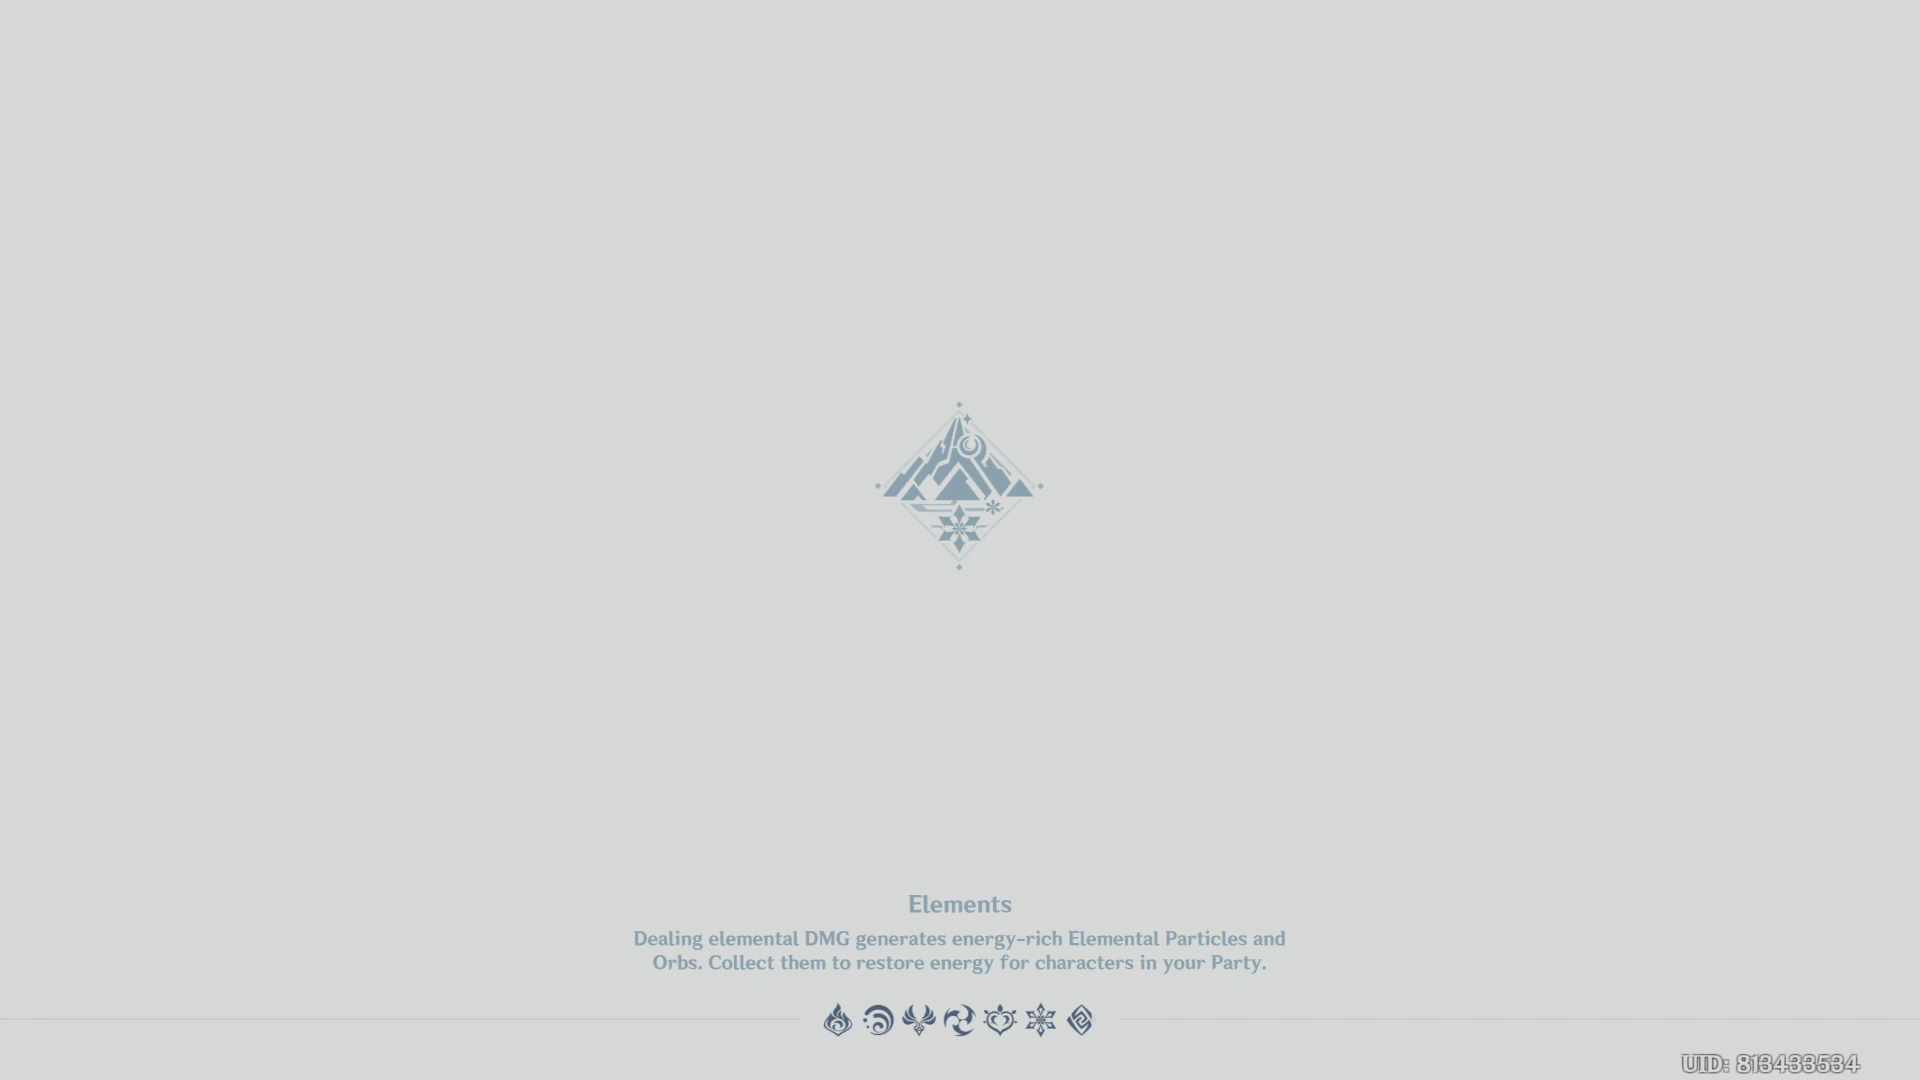 Elements
Dealing elemental DMG generates energy-rich Elemental Particles and
Orbs. Collect them to restore energy for characters in your Party.
UID: 813433534